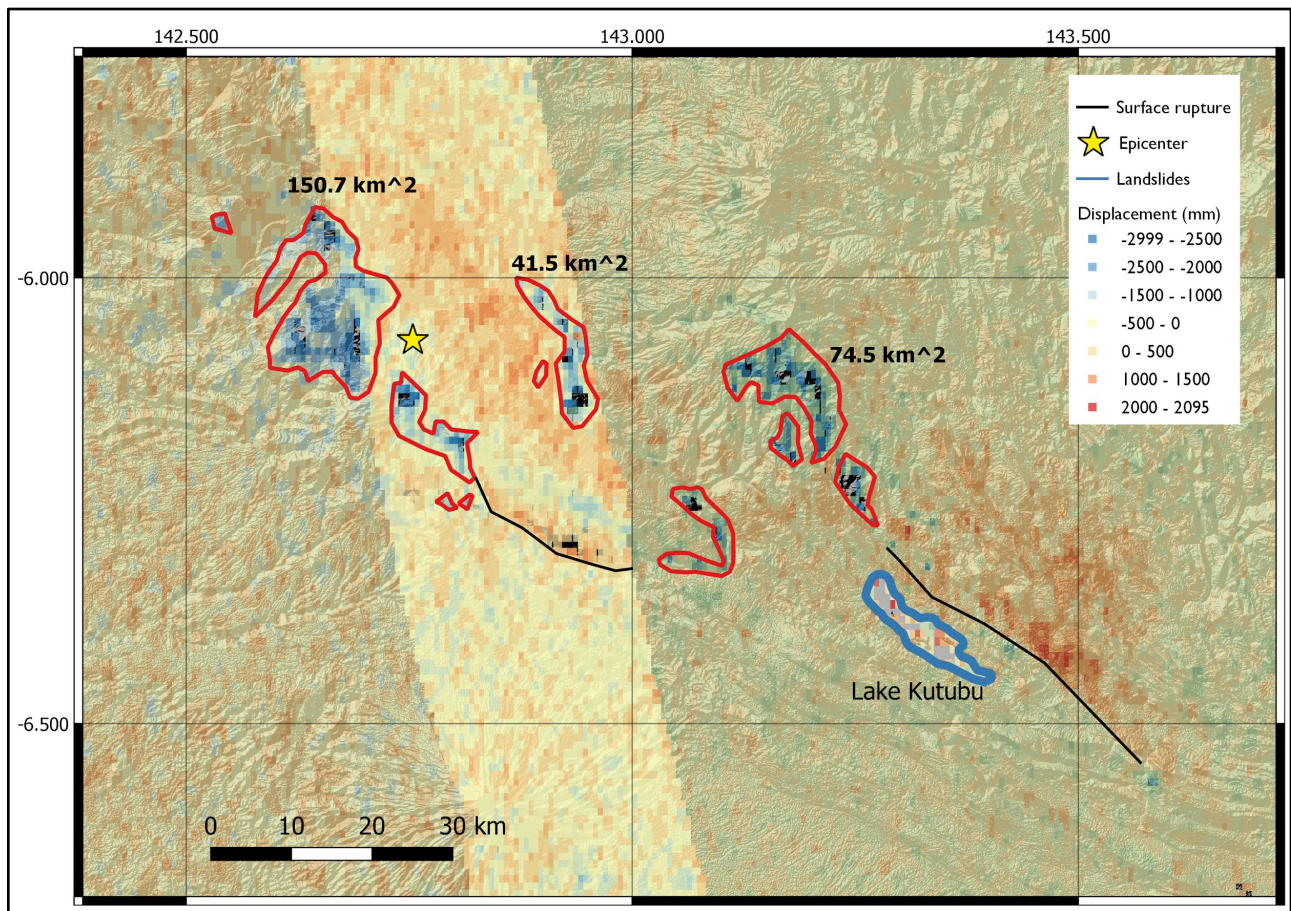 142.500
143.000
143.500
Surface rupture
Epicenter
Landslides
Displacement (mm)
-2999 - -2500
-2500 - -2000
-1500 - -1000
-500 - 0
0 - 500
1000 - 1500
2000 - 2095
150.7 km^2
41.5 km^2
-6.000
74.5 km^2
Lake Kutubu
-6.500
0 10 20 30 km